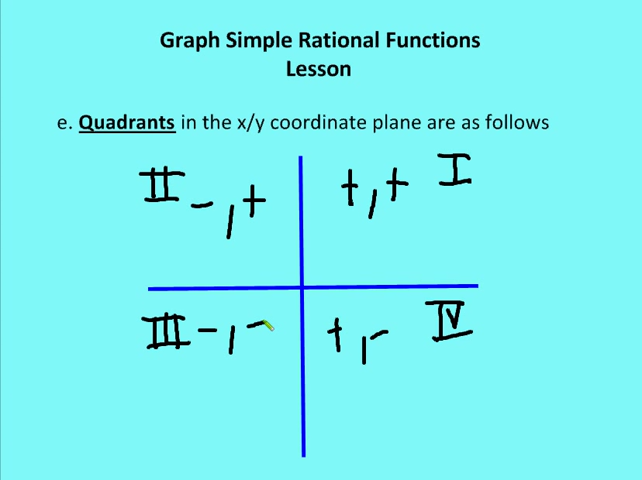 Graph Simple Rational Functions
Lesson
e. Quadrants in the x/y coordinate plane are as follows
II -,+ +,+ I
III -,- +,- IV